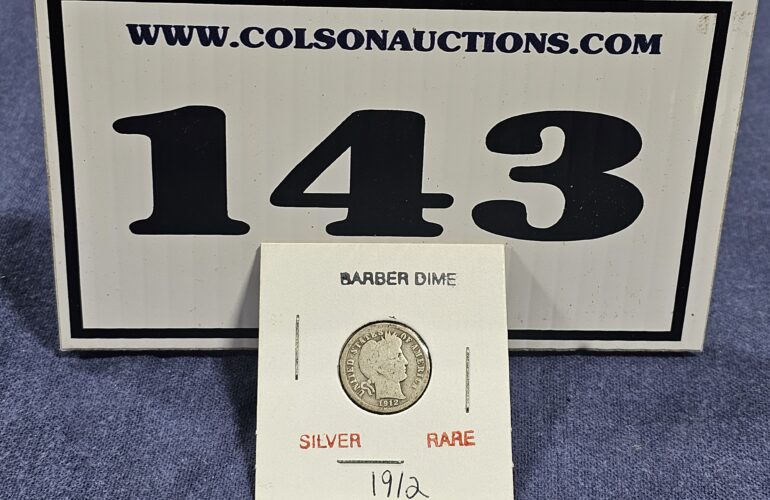 WWW.COLSONAUCTIONS.COM
143
BARBER DIME
UNITED STATES OF AMERICA
1912
SILVER RARE
1912